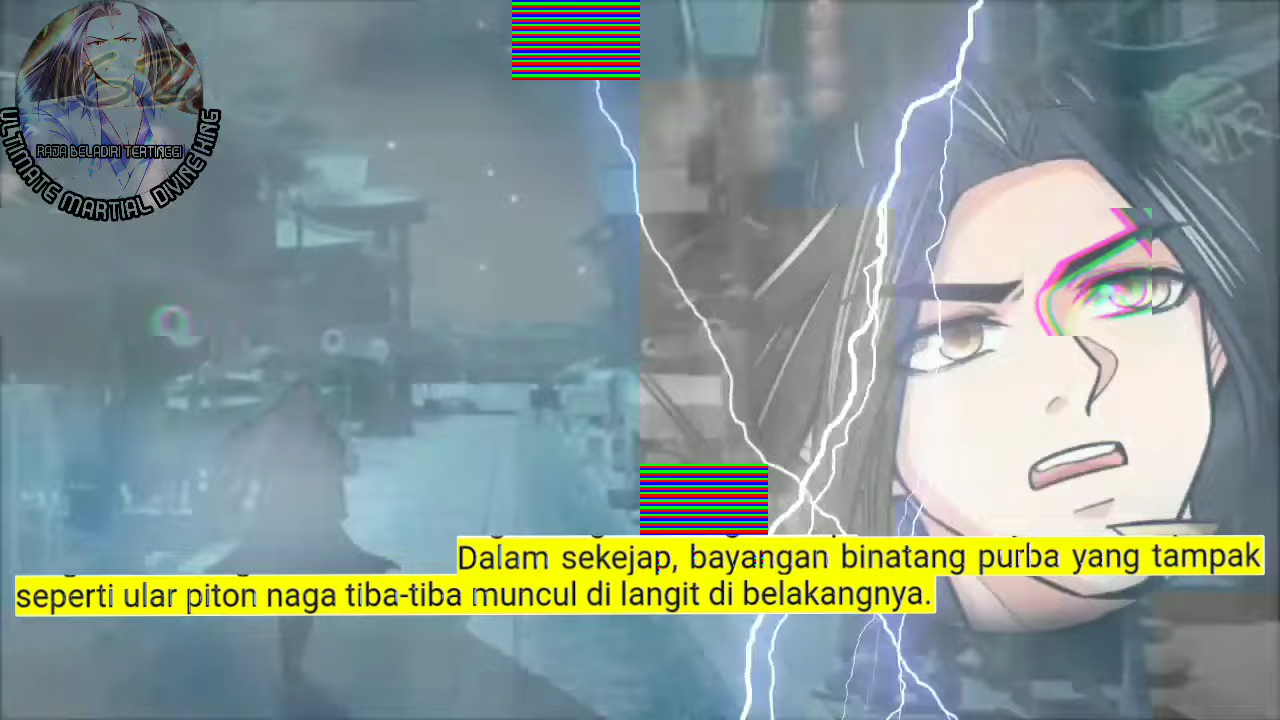 RAJA BELADIRI TERTINGGI
ULTIMATE MARTIAL DIVINE KING
Dalam sekejap, bayangan binatang purba yang tampak
seperti ular piton naga tiba-tiba muncul di langit di belakangnya.